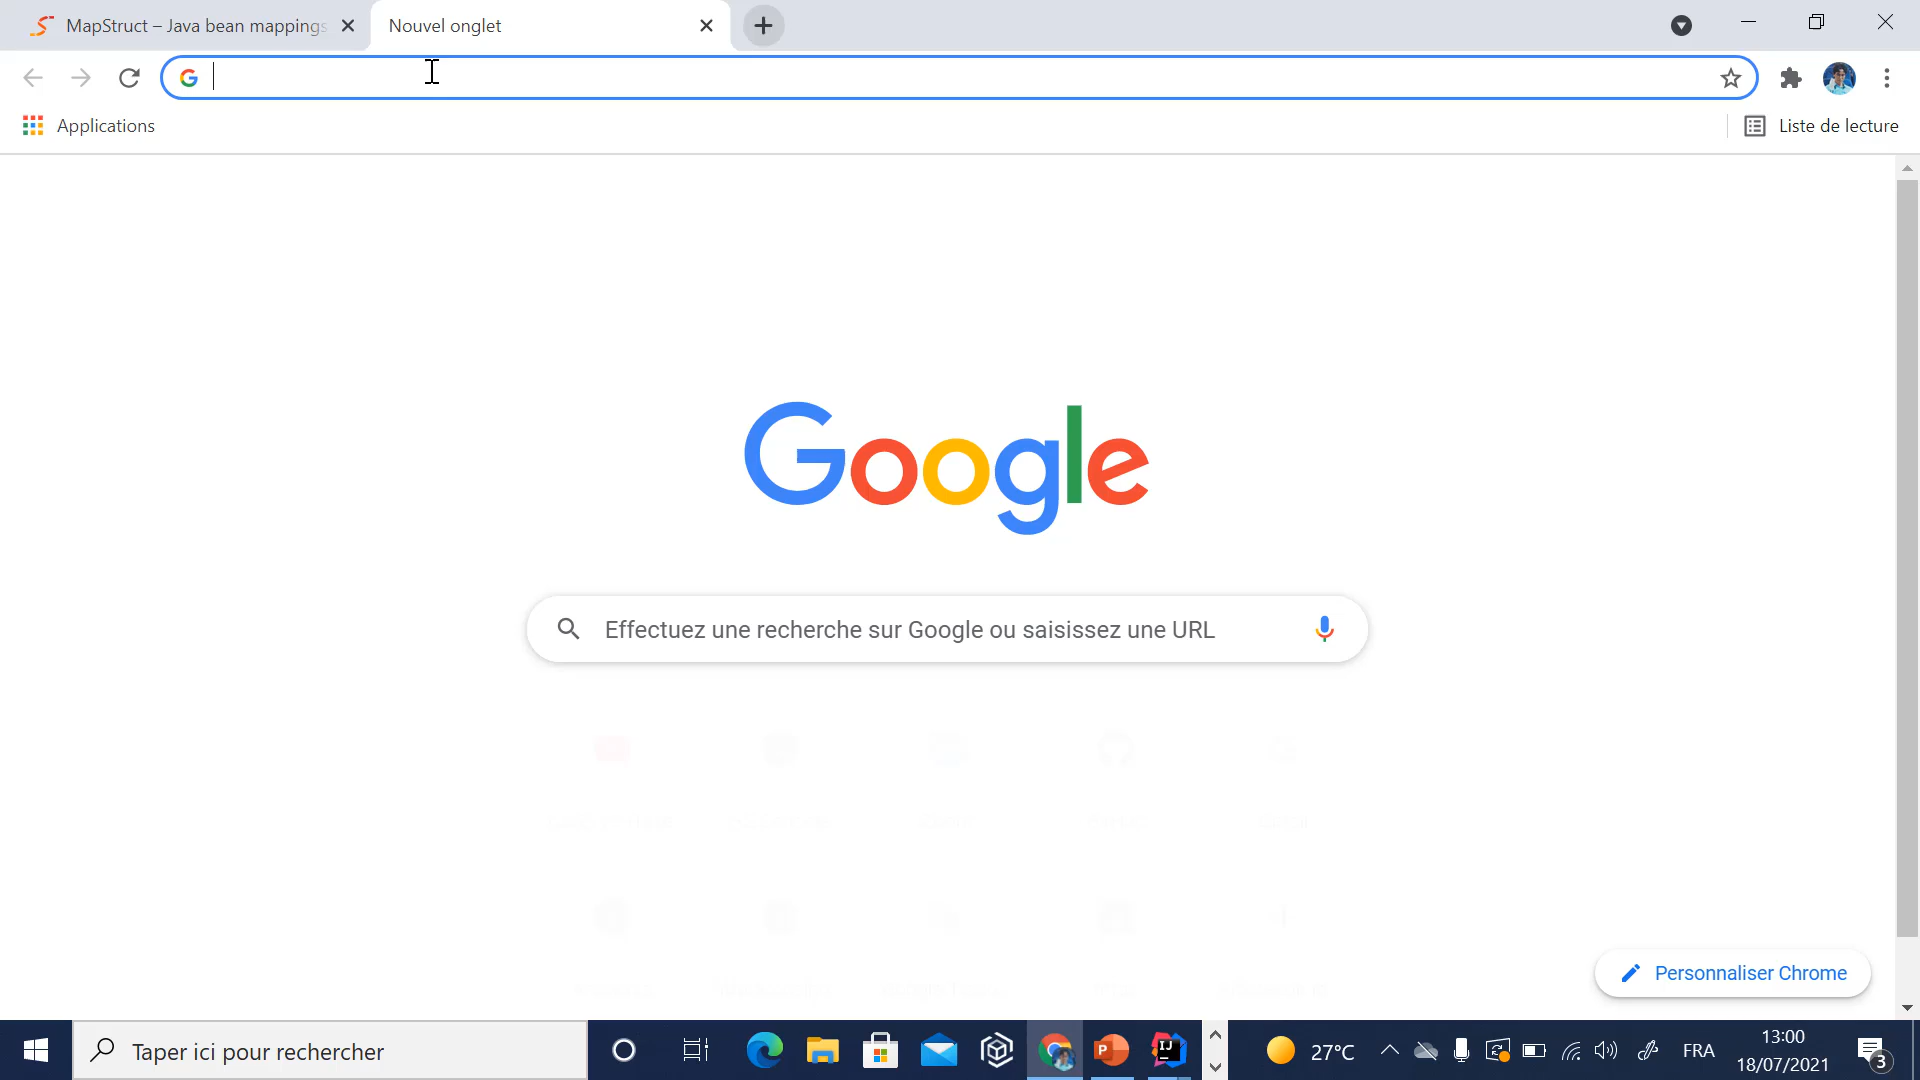 MapStruct – Java bean mappings
Nouvel onglet
Applications
Liste de lecture
Google
Effectuez une recherche sur Google ou saisissez une URL
Personnaliser Chrome
Taper ici pour rechercher
27°C
FRA
13:00
18/07/2021
3